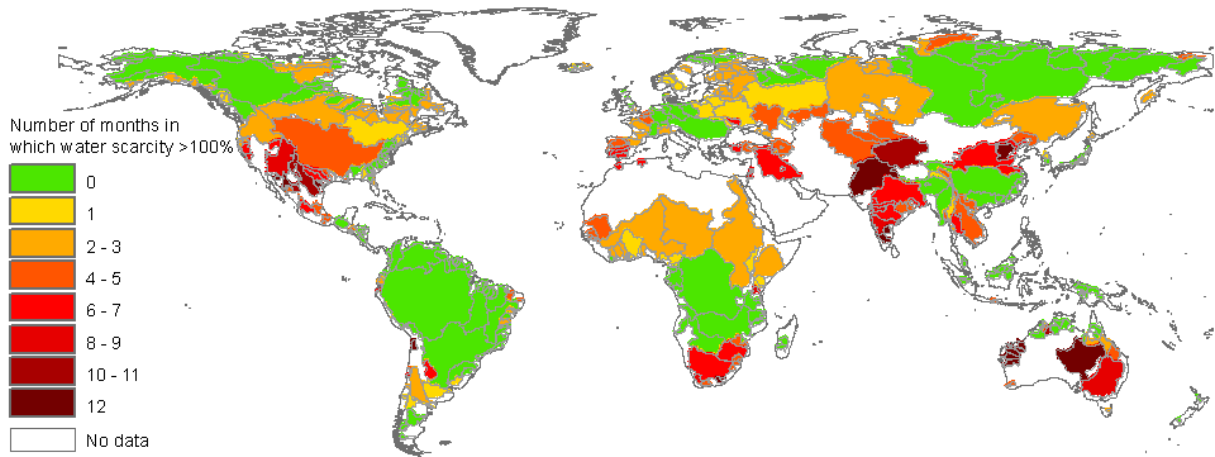 Number of months in
which water scarcity >100%
0
1
2 - 3
4 - 5
6 - 7
8 - 9
10 - 11
12
No data